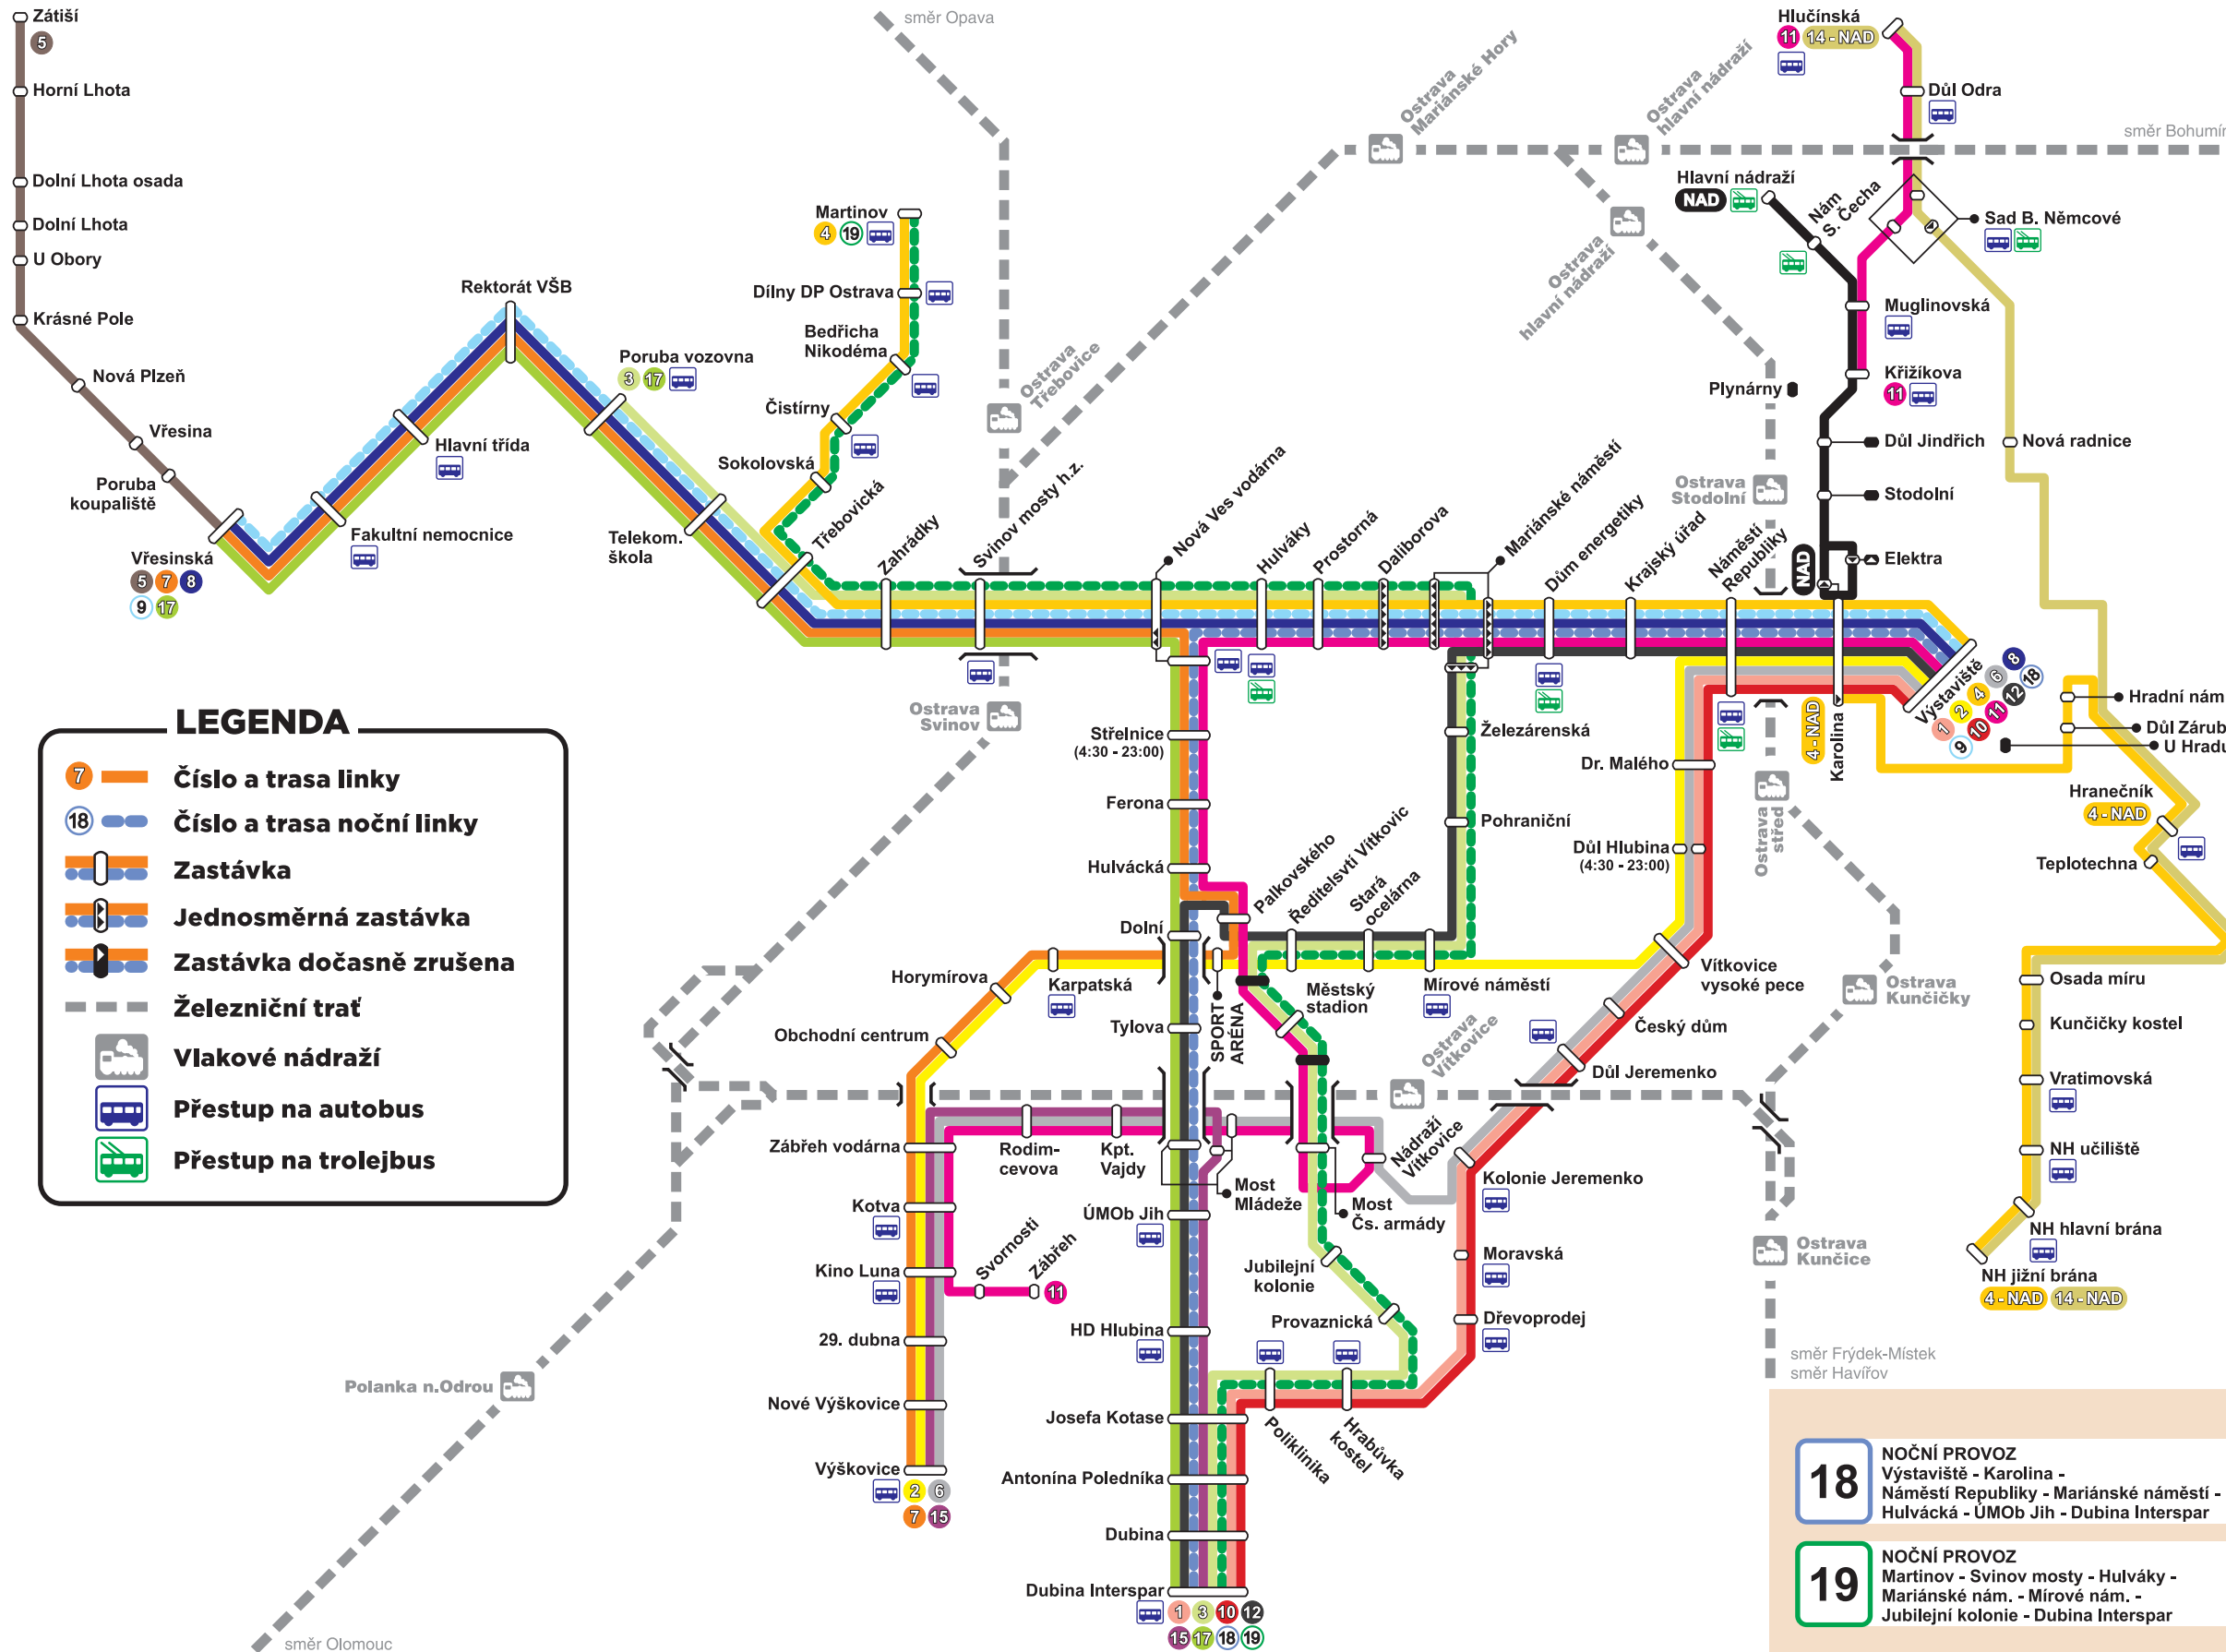 Zátiší
5
Horní Lhota
Dolní Lhota osada
Dolní Lhota
U Obory
Krásné Pole
Nová Plzeň
Vřesina
Poruba
koupaliště
Vřesinská
5 7 8
9 17
Fakultní nemocnice
Hlavní třída
Rektorát VŠB
Poruba vozovna
3 17
Telekom.
škola
Martinov
4 19
Dílny DP Ostrava
Bedřicha
Nikodéma
Čistírny
Sokolovská
Třebovická
Zahrádky
Svinov mosty h.z.
Nová Ves vodárna
Hulváky
Prostorná
Daliborova
Mariánské náměstí
Dům energetiky
Krajský úřad
Náměstí
Republiky
Karolina
4 - NAD
NAD
Výstaviště
8
6 18
4 12
2 11
1 10
9
směr Opava
Ostrava
Třebovice
Ostrava
Svinov
Ostrava
Mariánské Hory
Ostrava
hlavní nádraží
Ostrava
hlavní nádraží
Ostrava
Stodolní
Ostrava
střed
Ostrava
Kunčičky
Ostrava
Kunčice
Ostrava
Vítkovice
Polanka n.Odrou
směr Olomouc
směr Bohumín
směr Frýdek-Místek
směr Havířov
Hlučínská
11 14 - NAD
Důl Odra
Hlavní nádraží
NAD
Nám
S. Čecha
Sad B. Němcové
Muglinovská
Křižíkova
11
Plynárny
Důl Jindřich
Nová radnice
Stodolní
Elektra
Hradní nám
Důl Zárub
U Hradu
Hranečník
4 - NAD
Teplotechna
Osada míru
Kunčičky kostel
Vratimovská
NH učiliště
NH hlavní brána
NH jižní brána
4 - NAD 14 - NAD
Střelnice
(4:30 - 23:00)
Ferona
Hulvácká
Dolní
Tylova
Palkovského
Ředitelsví Vítkovic
Stará
ocelárna
Železárenská
Pohraniční
Dr. Malého
Důl Hlubina
(4:30 - 23:00)
Vítkovice
vysoké pece
Český dům
Důl Jeremenko
Mírové náměstí
Městský
stadion
SPORT
ARÉNA
Karpatská
Horymírova
Obchodní centrum
Zábřeh vodárna
Rodim-
cevova
Kpt.
Vajdy
Most
Mládeže
Most
Čs. armády
Nádraží
Vítkovice
Kolonie Jeremenko
Kotva
ÚMOb Jih
Svornosti
Zábřeh
11
Kino Luna
Jubilejní
kolonie
Moravská
29. dubna
HD Hlubina
Provaznická
Dřevoprodej
Nové Výškovice
Josefa Kotase
Poliklinika
Hrabůvka
kostel
Výškovice
2 6
7 15
Antonína Poledníka
Dubina
Dubina Interspar
1 3 10 12
15 17 18 19
LEGENDA
7 Číslo a trasa linky
18 Číslo a trasa noční linky
Zastávka
Jednosměrná zastávka
Zastávka dočasně zrušena
Železniční trať
Vlakové nádraží
Přestup na autobus
Přestup na trolejbus
18
NOČNÍ PROVOZ
Výstaviště - Karolina -
Náměstí Republiky - Mariánské náměstí -
Hulvácká - ÚMOb Jih - Dubina Interspar
19
NOČNÍ PROVOZ
Martinov - Svinov mosty - Hulváky -
Mariánské nám. - Mírové nám. -
Jubilejní kolonie - Dubina Interspar